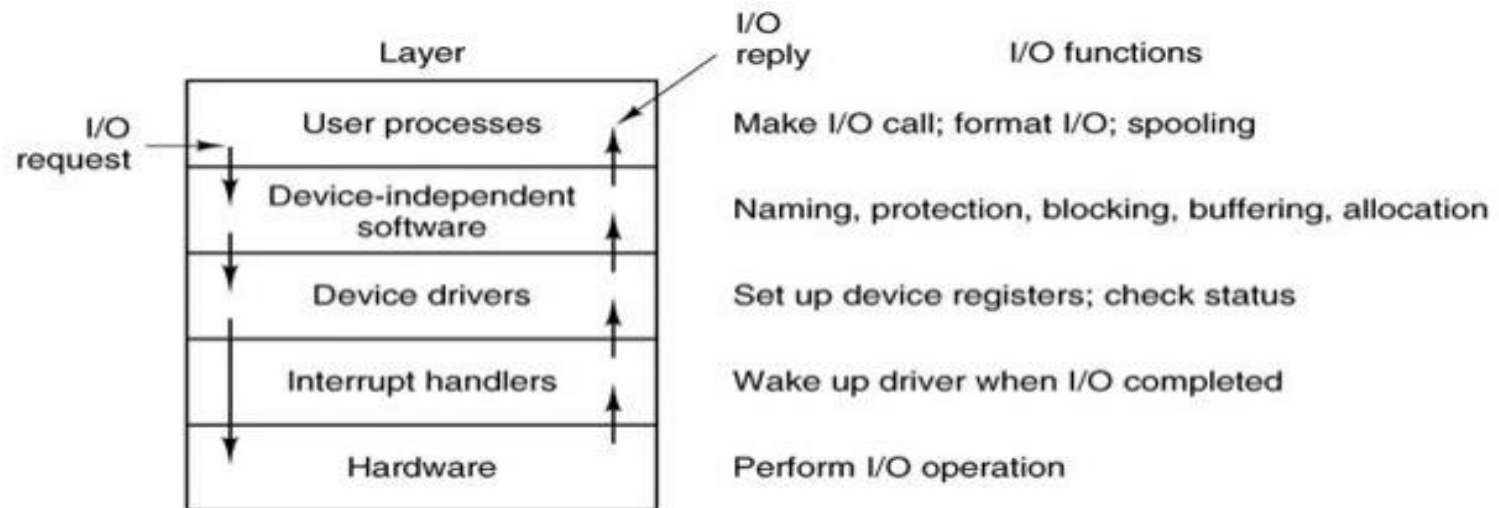 Layer
I/O
reply
I/O functions
I/O
request
User processes
Make I/O call; format I/O; spooling
Device-independent
software
Naming, protection, blocking, buffering, allocation
Device drivers
Set up device registers; check status
Interrupt handlers
Wake up driver when I/O completed
Hardware
Perform I/O operation